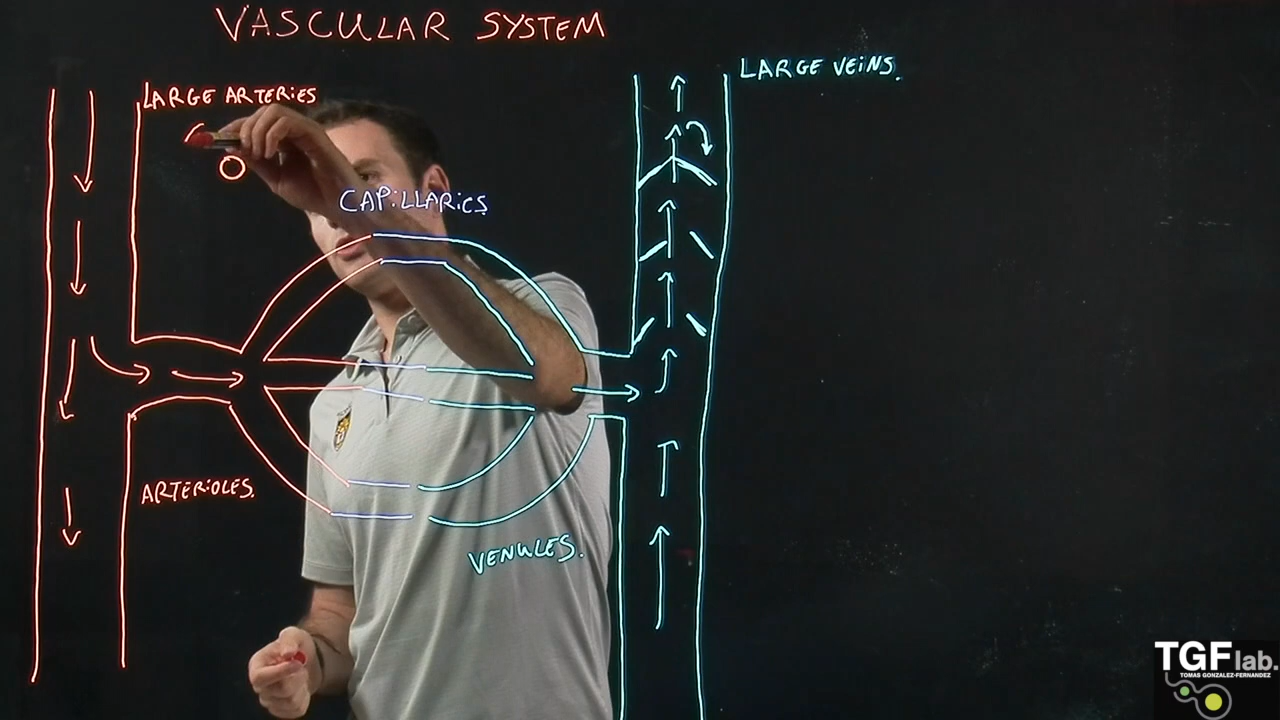 VASCULAR SYSTEM
LARGE ARTERIES
LARGE VEiNS.
CAPiLLARiES
ARTERiOLES.
VENULES.
TGF lab.
TOMAS GONZALEZ-FERNANDEZ